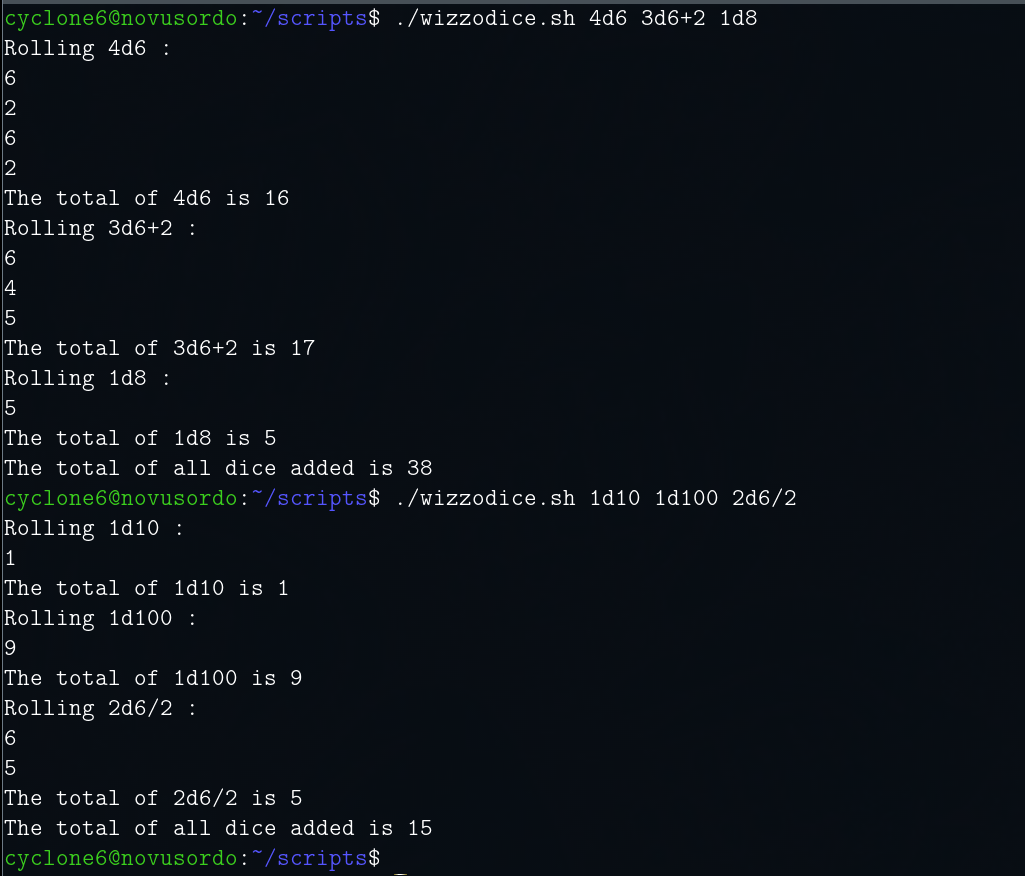 cyclone6@novusordo:~/scripts$ ./wizzodice.sh 4d6 3d6+2 1d8
Rolling 4d6 :
6
2
6
2
The total of 4d6 is 16
Rolling 3d6+2 :
6
4
5
The total of 3d6+2 is 17
Rolling 1d8 :
5
The total of 1d8 is 5
The total of all dice added is 38
cyclone6@novusordo:~/scripts$ ./wizzodice.sh 1d10 1d100 2d6/2
Rolling 1d10 :
1
The total of 1d10 is 1
Rolling 1d100 :
9
The total of 1d100 is 9
Rolling 2d6/2 :
6
5
The total of 2d6/2 is 5
The total of all dice added is 15
cyclone6@novusordo:~/scripts$